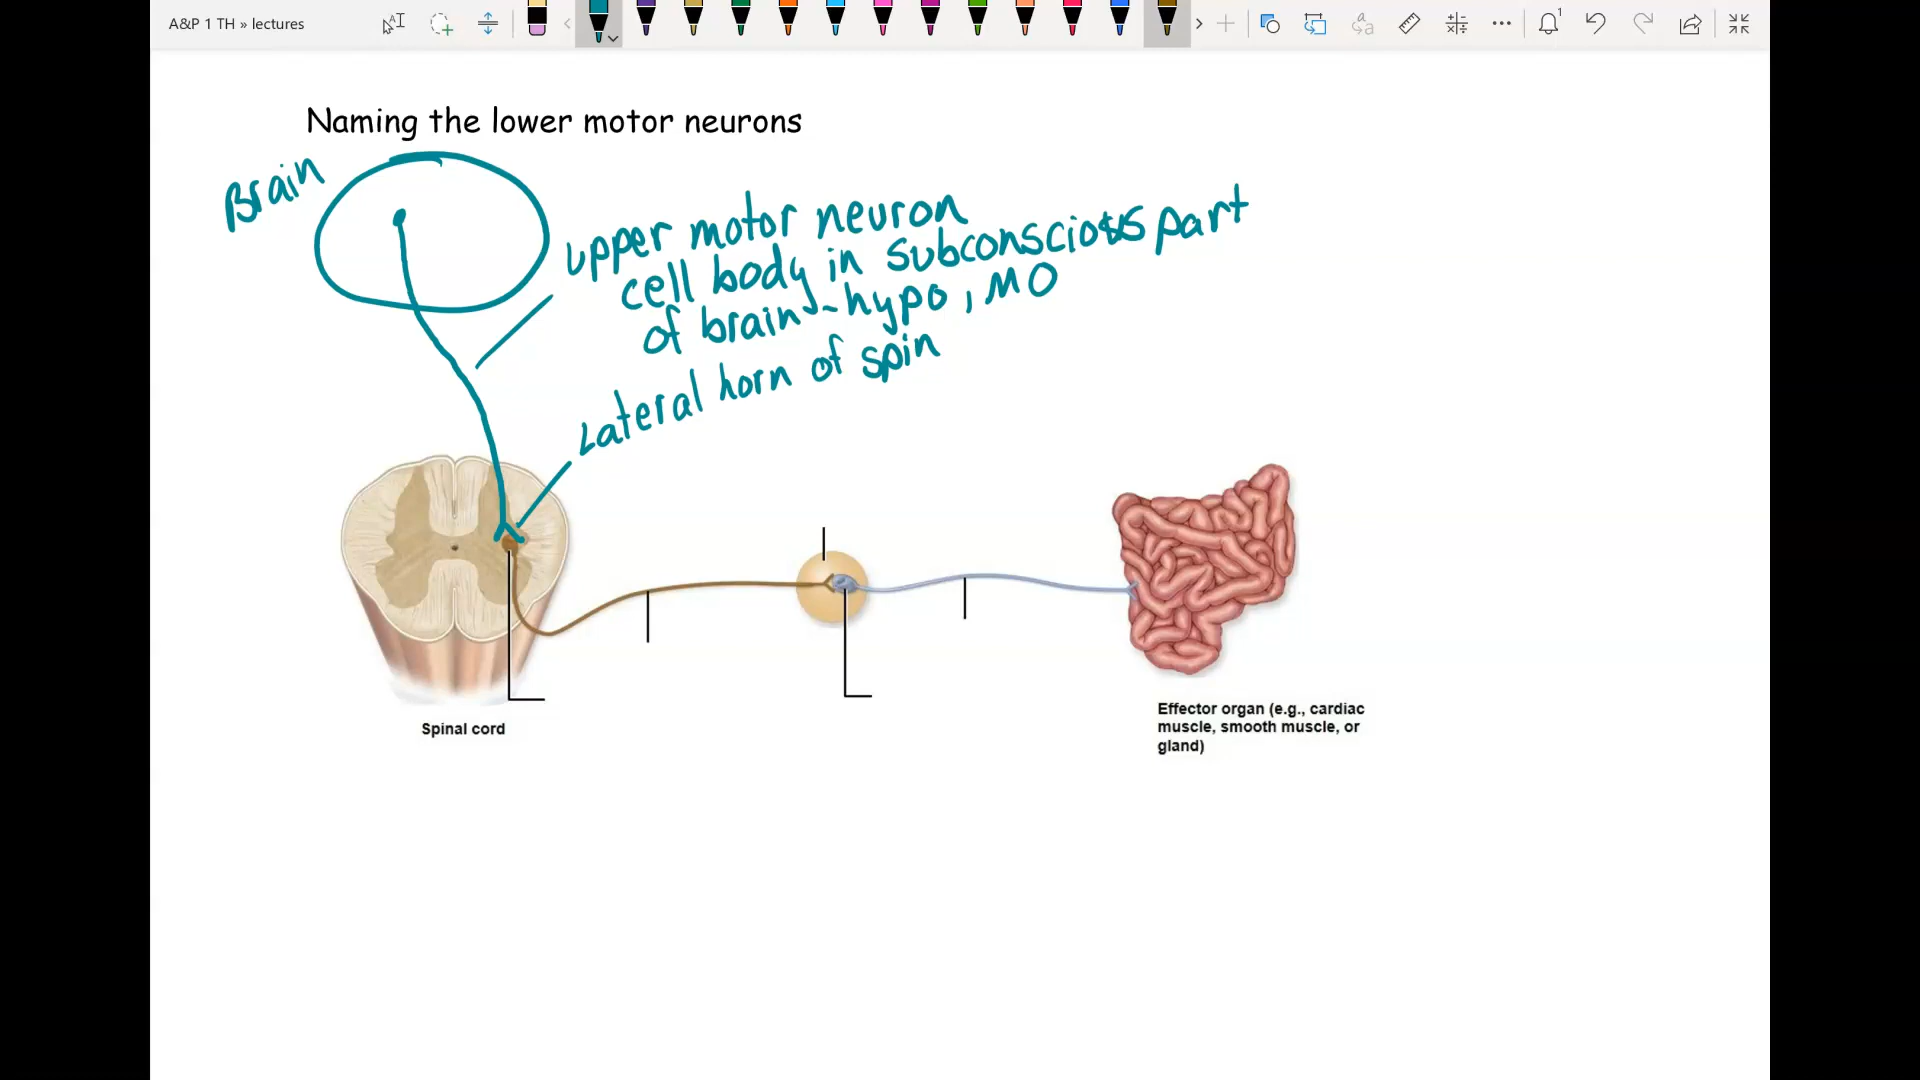 A&P 1 TH » lectures
Naming the lower motor neurons
Brain
upper motor neuron
cell body in subconscious part
of brain - hypo, MO
Lateral horn of spin
Spinal cord
Effector organ (e.g., cardiac
muscle, smooth muscle, or
gland)